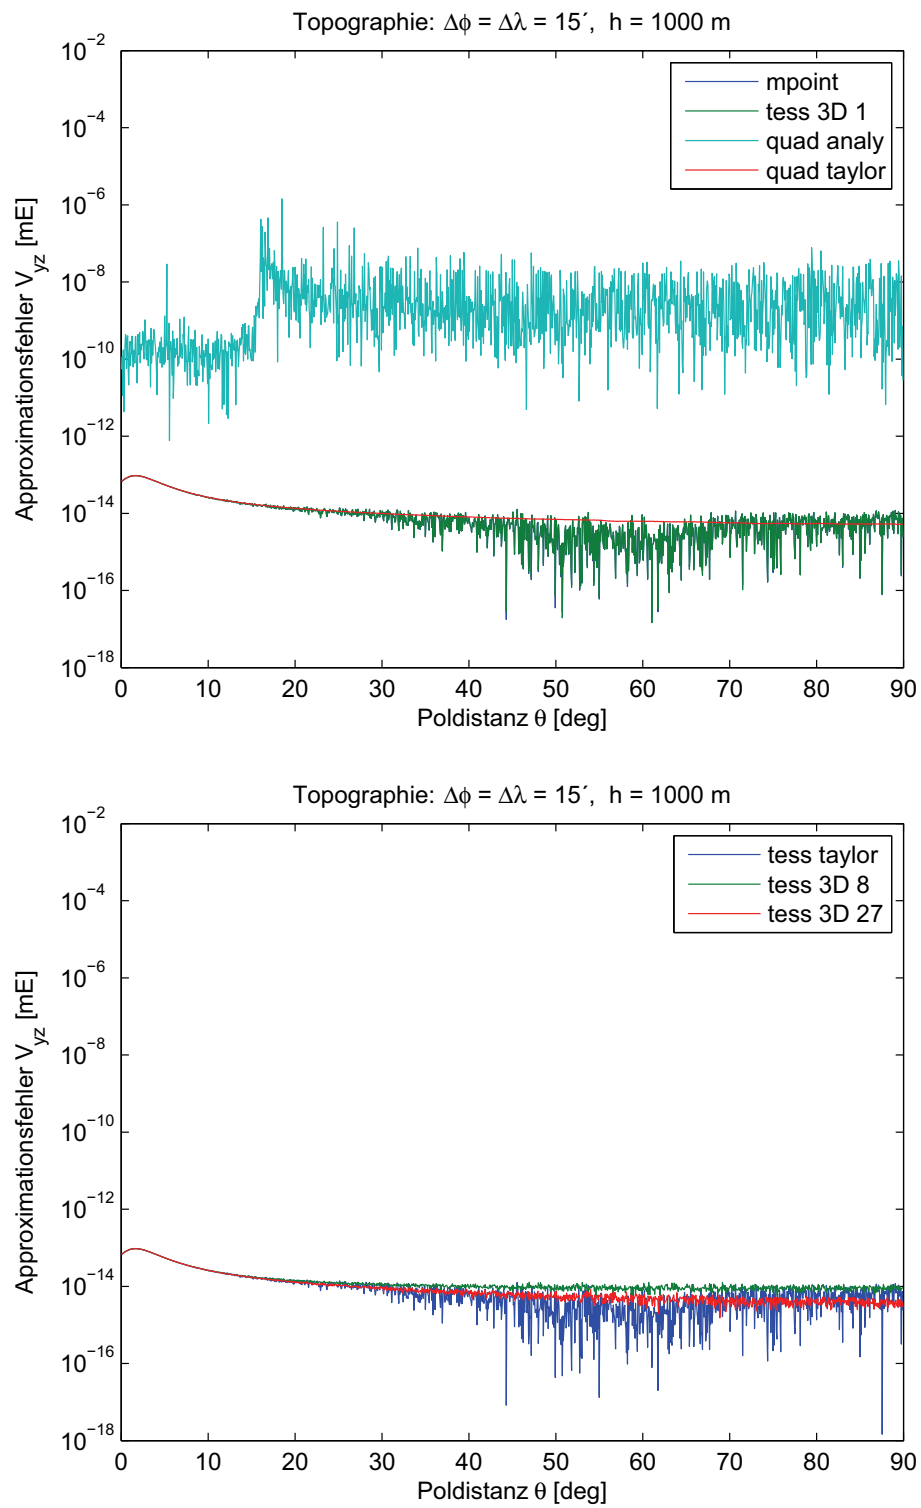 Topographie: Δϕ = Δλ = 15´, h = 1000 m
10⁻²
10⁻⁴
10⁻⁶
10⁻⁸
10⁻¹⁰
10⁻¹²
10⁻¹⁴
10⁻¹⁶
10⁻¹⁸
Approximationsfehler V_yz [mE]
mpoint
tess 3D 1
quad analy
quad taylor
0 10 20 30 40 50 60 70 80 90
Poldistanz θ [deg]
Topographie: Δϕ = Δλ = 15´, h = 1000 m
10⁻²
10⁻⁴
10⁻⁶
10⁻⁸
10⁻¹⁰
10⁻¹²
10⁻¹⁴
10⁻¹⁶
10⁻¹⁸
Approximationsfehler V_yz [mE]
tess taylor
tess 3D 8
tess 3D 27
0 10 20 30 40 50 60 70 80 90
Poldistanz θ [deg]